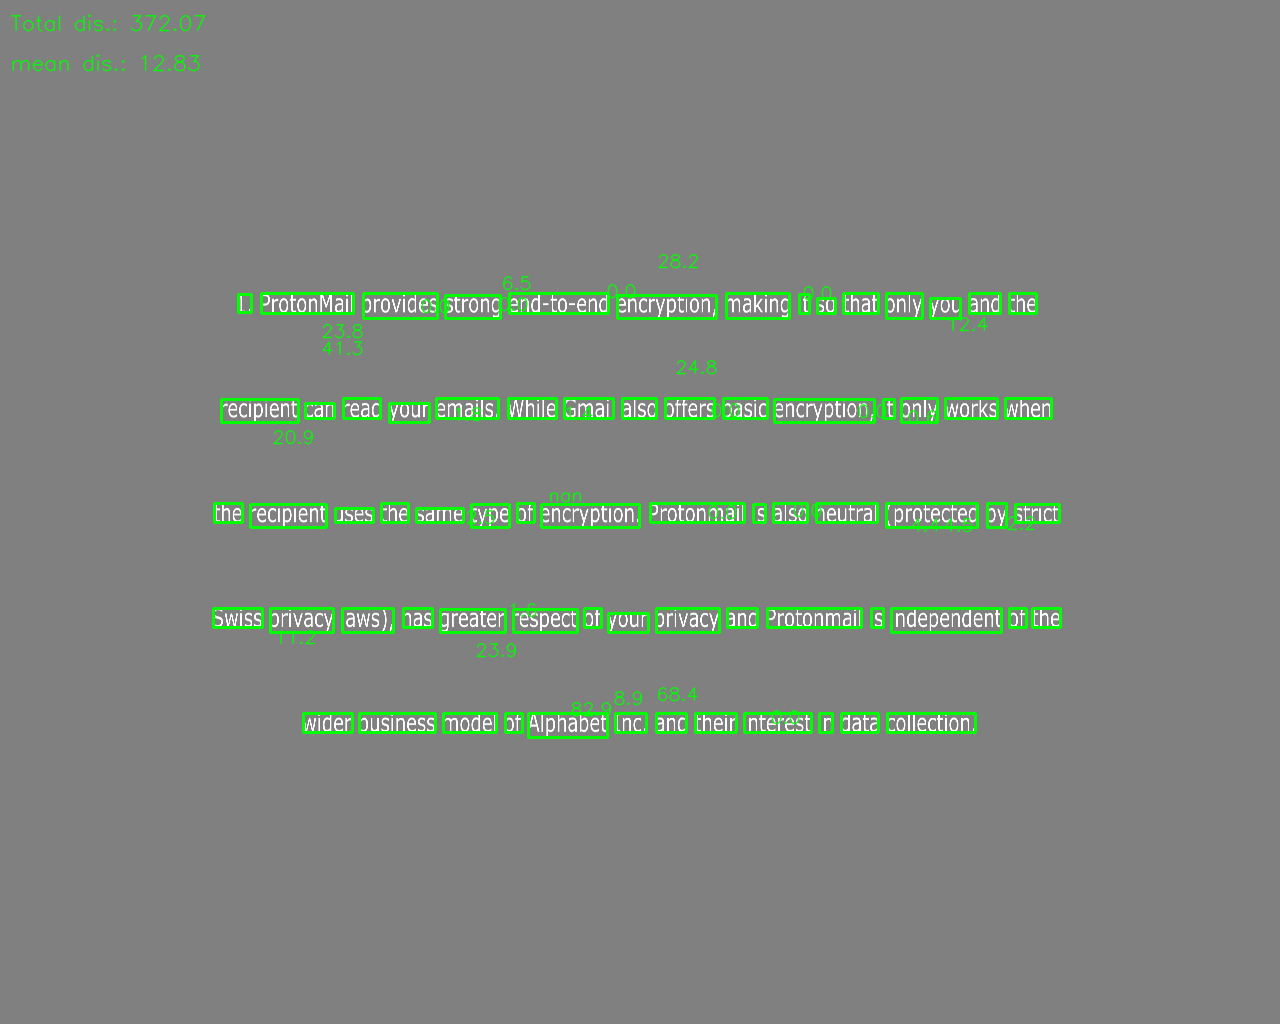 Total dis.: 372.07
mean dis.: 12.83
28.2
6.5
0.0
0.0
ProtonMail provides strong end-to-end encryption, making it so that only you and the
12.4
23.8
41.3
24.8
recipient can read your emails. While Gmail also offers basic encryption, it only works when
20.9
nan
the recipient uses the same type of encryption. Protonmail is also neutral (protected by strict
Swiss privacy laws), has greater respect of your privacy and Protonmail is independent of the
11.2
23.9
68.4
8.9
82.9
wider business model of Alphabet Inc. and their interest in data collection.